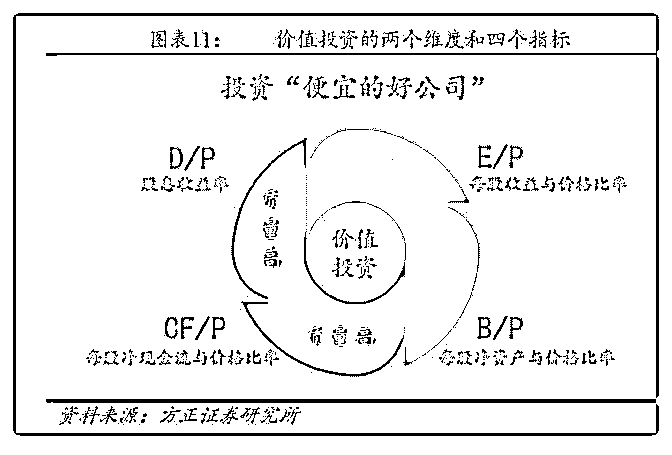 图表11： 价值投资的两个维度和四个指标
投资“便宜的好公司”
D/P
股息收益率
E/P
每股收益与价格比率
质量高
价值
投资
质量高
CF/P
每股净现金流与价格比率
B/P
每股净资产与价格比率
资料来源：方正证券研究所